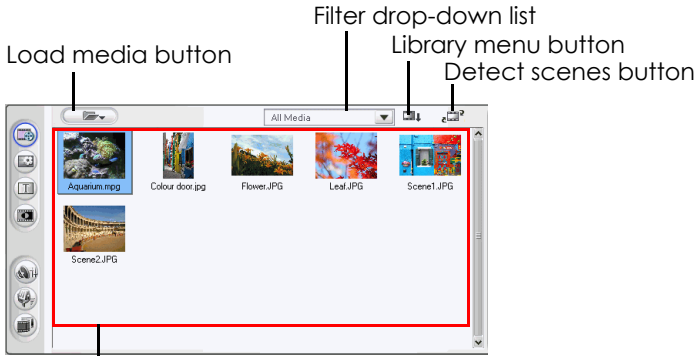 Filter drop-down list
Library menu button
Load media button
Detect scenes button
All Media
Aquarium.mpg
Colour door.jpg
Flower.JPG
Leaf.JPG
Scene1.JPG
Scene2.JPG
T